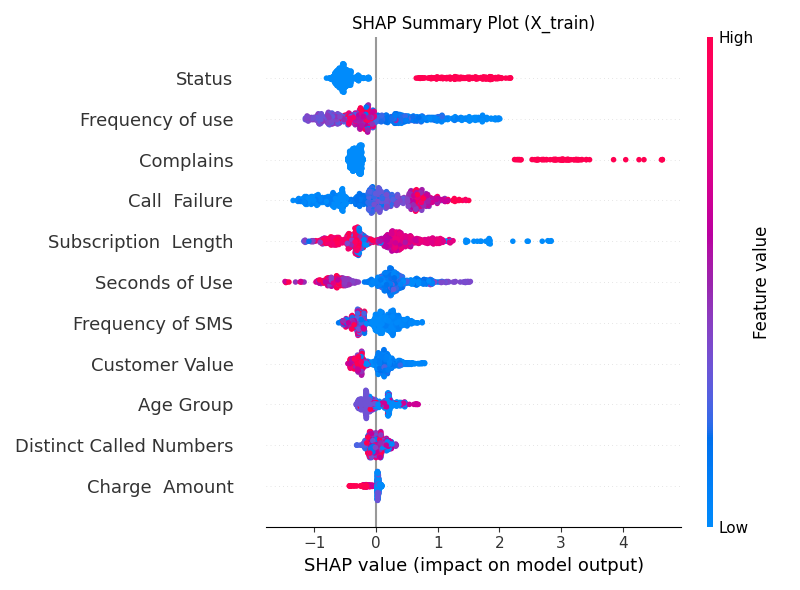 SHAP Summary Plot (X_train)
High
Status
Frequency of use
Complains
Call  Failure
Subscription  Length
Seconds of Use
Frequency of SMS
Customer Value
Age Group
Distinct Called Numbers
Charge  Amount
Feature value
Low
−1 0 1 2 3 4
SHAP value (impact on model output)